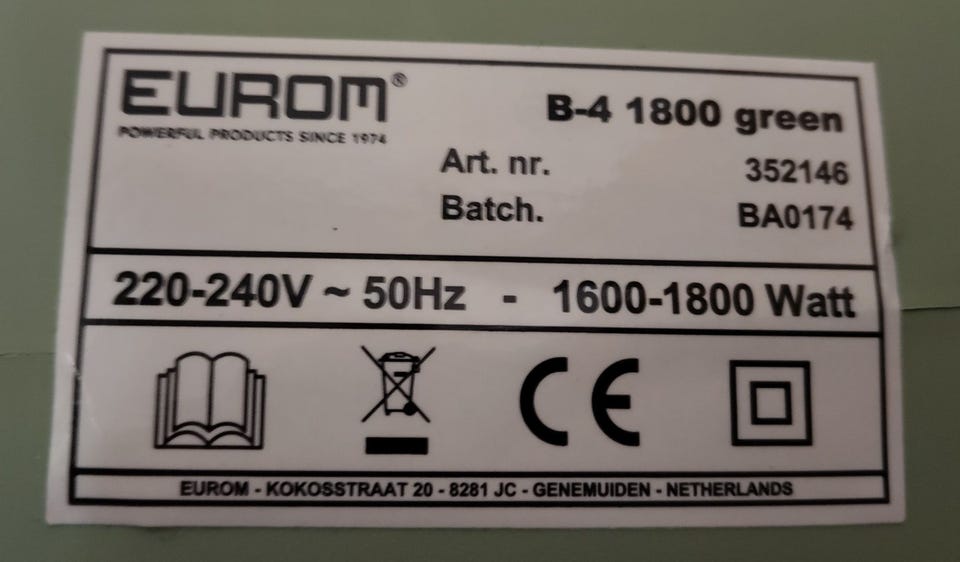 EUROM®
POWERFUL PRODUCTS SINCE 1974
B-4 1800 green
Art. nr. 352146
Batch. BA0174
220-240V ~ 50Hz - 1600-1800 Watt
CE
EUROM - KOKOSSTRAAT 20 - 8281 JC - GENEMUIDEN - NETHERLANDS